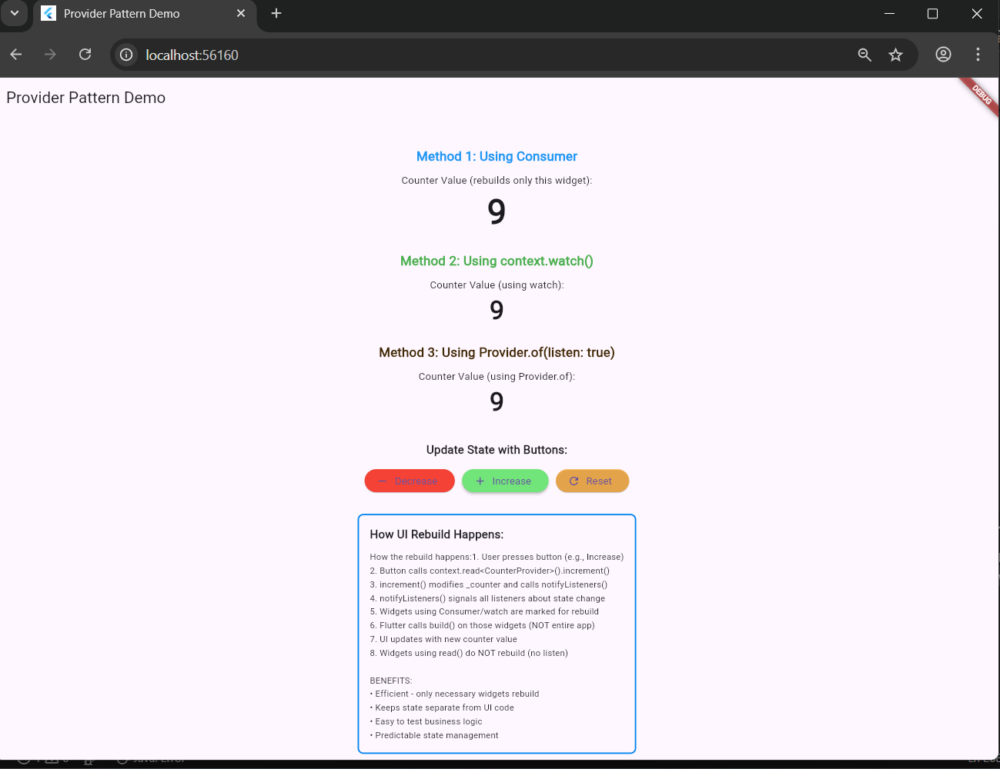 Provider Pattern Demo
localhost:56160
Provider Pattern Demo
DEBUG
Method 1: Using Consumer
Counter Value (rebuilds only this widget):
9
Method 2: Using context.watch()
Counter Value (using watch):
9
Method 3: Using Provider.of(listen: true)
Counter Value (using Provider.of):
9
Update State with Buttons:
Decrease
Increase
Reset
How UI Rebuild Happens:
How the rebuild happens:1. User presses button (e.g., Increase)
2. Button calls context.read<CounterProvider>().increment()
3. increment() modifies _counter and calls notifyListeners()
4. notifyListeners() signals all listeners about state change
5. Widgets using Consumer/watch are marked for rebuild
6. Flutter calls build() on those widgets (NOT entire app)
7. UI updates with new counter value
8. Widgets using read() do NOT rebuild (no listen)
BENEFITS:
• Efficient - only necessary widgets rebuild
• Keeps state separate from UI code
• Easy to test business logic
• Predictable state management